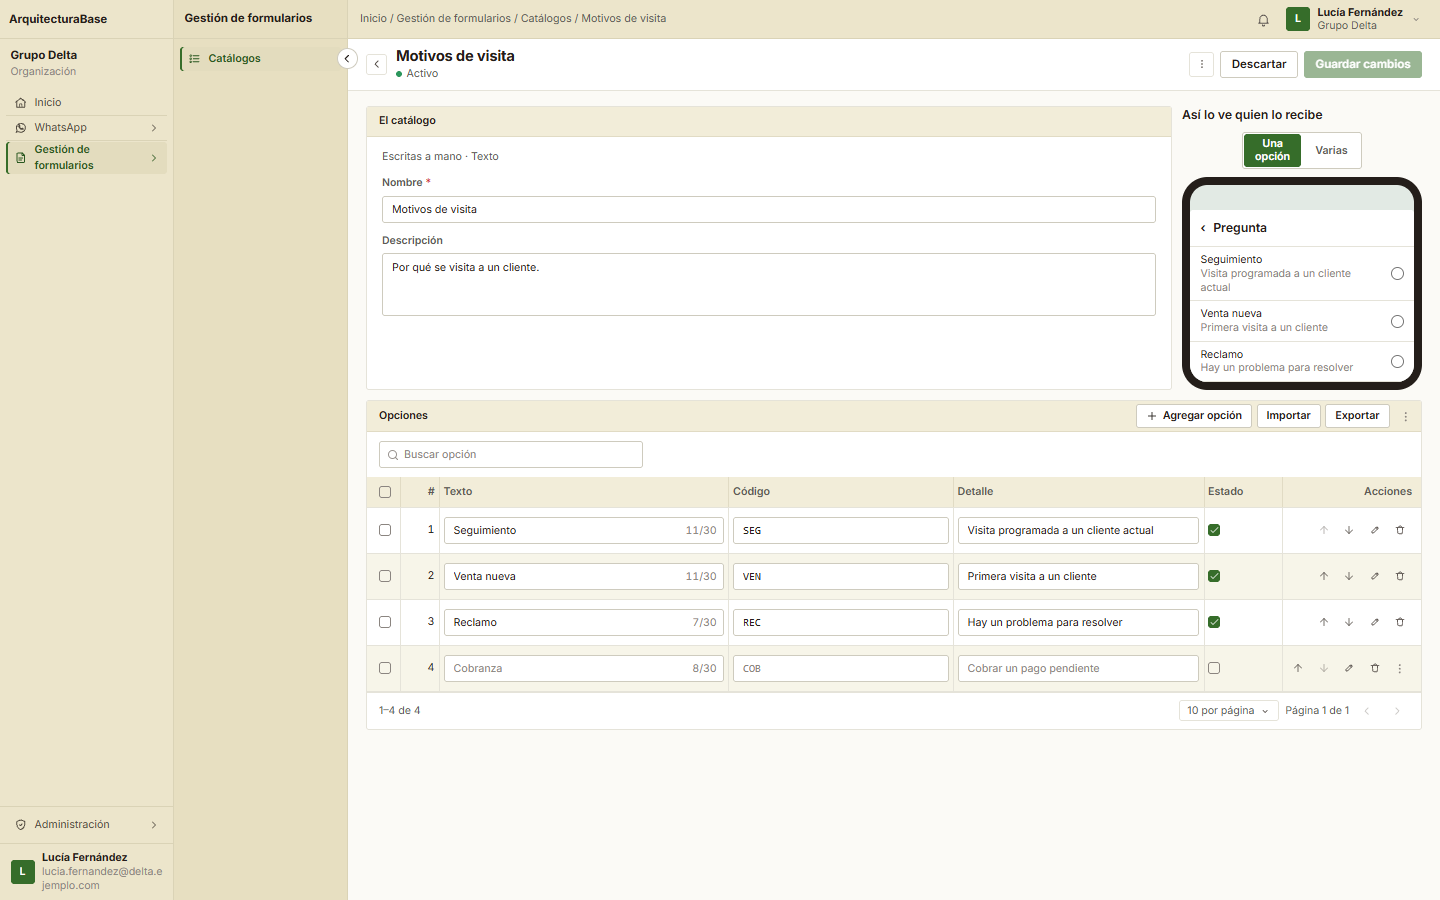 ArquitecturaBase
Grupo Delta
Organización
Inicio
WhatsApp
Gestión de
formularios
Administración
L
Lucía Fernández
lucia.fernandez@delta.e
jemplo.com
Gestión de formularios
Catálogos
Inicio / Gestión de formularios / Catálogos / Motivos de visita
L
Lucía Fernández
Grupo Delta
Motivos de visita
Activo
Descartar
Guardar cambios
El catálogo
Escritas a mano · Texto
Nombre *
Motivos de visita
Descripción
Por qué se visita a un cliente.
Así lo ve quien lo recibe
Una
opción
Varias
Pregunta
Seguimiento
Visita programada a un cliente
actual
Venta nueva
Primera visita a un cliente
Reclamo
Hay un problema para resolver
Opciones
Agregar opción
Importar
Exportar
Buscar opción
# Texto Código Detalle Estado Acciones
1 Seguimiento 11/30 SEG Visita programada a un cliente actual
2 Venta nueva 11/30 VEN Primera visita a un cliente
3 Reclamo 7/30 REC Hay un problema para resolver
4 Cobranza 8/30 COB Cobrar un pago pendiente
1–4 de 4
10 por página
Página 1 de 1